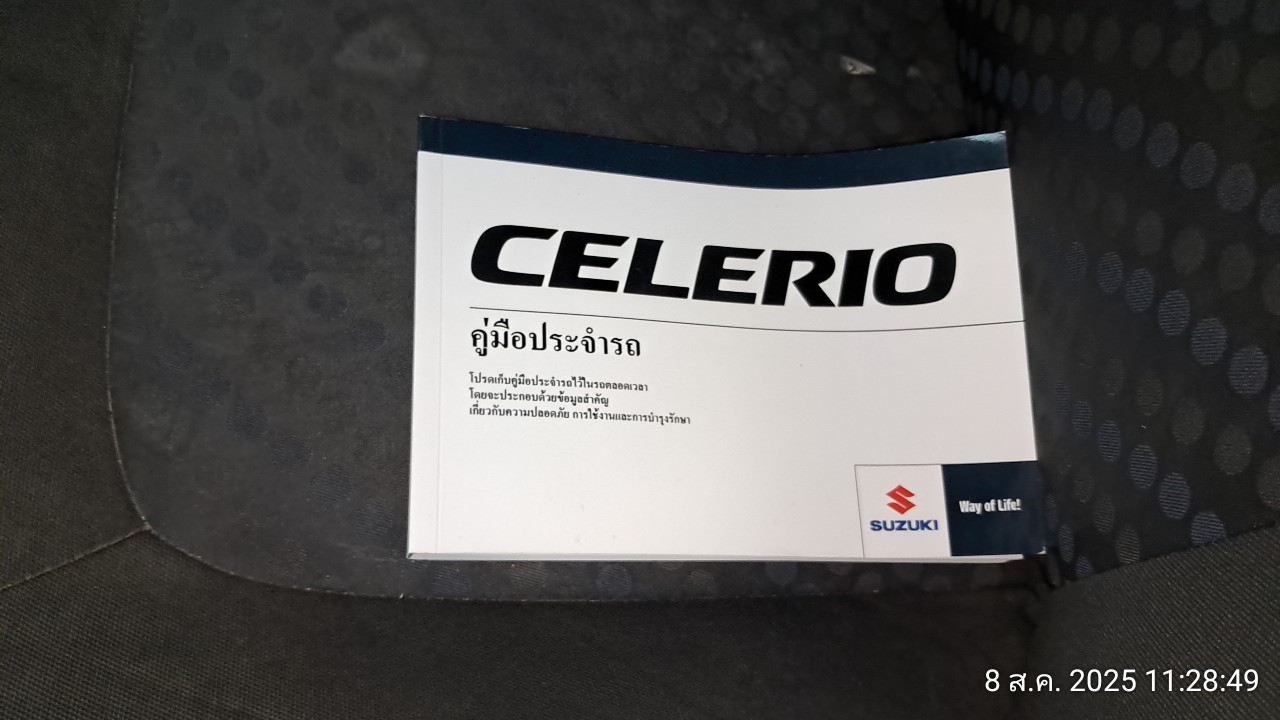 CELERIO
คู่มือประจำรถ
โปรดเก็บคู่มือประจำรถไว้ในรถตลอดเวลา
โดยจะประกอบด้วยข้อมูลสำคัญ
เกี่ยวกับความปลอดภัย การใช้งานและการบำรุงรักษา
SUZUKI
Way of Life!
8 ส.ค. 2025 11:28:49